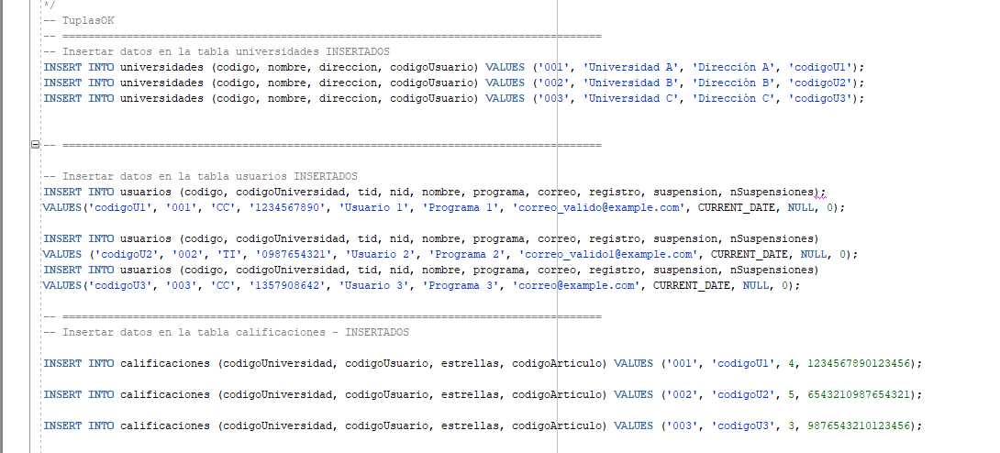 */
-- TuplasOK
-- ====================================================================================
-- Insertar datos en la tabla universidades INSERTADOS
INSERT INTO universidades (codigo, nombre, direccion, codigoUsuario) VALUES ('001', 'Universidad A', 'Dirección A', 'codigoU1');
INSERT INTO universidades (codigo, nombre, direccion, codigoUsuario) VALUES ('002', 'Universidad B', 'Dirección B', 'codigoU2');
INSERT INTO universidades (codigo, nombre, direccion, codigoUsuario) VALUES ('003', 'Universidad C', 'Dirección C', 'codigoU3');
-- ====================================================================================
-- Insertar datos en la tabla usuarios INSERTADOS
INSERT INTO usuarios (codigo, codigoUniversidad, tid, nid, nombre, programa, correo, registro, suspension, nSuspensiones);
VALUES('codigoU1', '001', 'CC', '1234567890', 'Usuario 1', 'Programa 1', 'correo_valido@example.com', CURRENT_DATE, NULL, 0);
INSERT INTO usuarios (codigo, codigoUniversidad, tid, nid, nombre, programa, correo, registro, suspension, nSuspensiones)
VALUES ('codigoU2', '002', 'TI', '0987654321', 'Usuario 2', 'Programa 2', 'correo_valido1@example.com', CURRENT_DATE, NULL, 0);
INSERT INTO usuarios (codigo, codigoUniversidad, tid, nid, nombre, programa, correo, registro, suspension, nSuspensiones)
VALUES('codigoU3', '003', 'CC', '1357908642', 'Usuario 3', 'Programa 3', 'correo@example.com', CURRENT_DATE, NULL, 0);
-- ====================================================================================
-- Insertar datos en la tabla calificaciones - INSERTADOS
INSERT INTO calificaciones (codigoUniversidad, codigoUsuario, estrellas, codigoArticulo) VALUES ('001', 'codigoU1', 4, 1234567890123456);
INSERT INTO calificaciones (codigoUniversidad, codigoUsuario, estrellas, codigoArticulo) VALUES ('002', 'codigoU2', 5, 6543210987654321);
INSERT INTO calificaciones (codigoUniversidad, codigoUsuario, estrellas, codigoArticulo) VALUES ('003', 'codigoU3', 3, 9876543210123456);